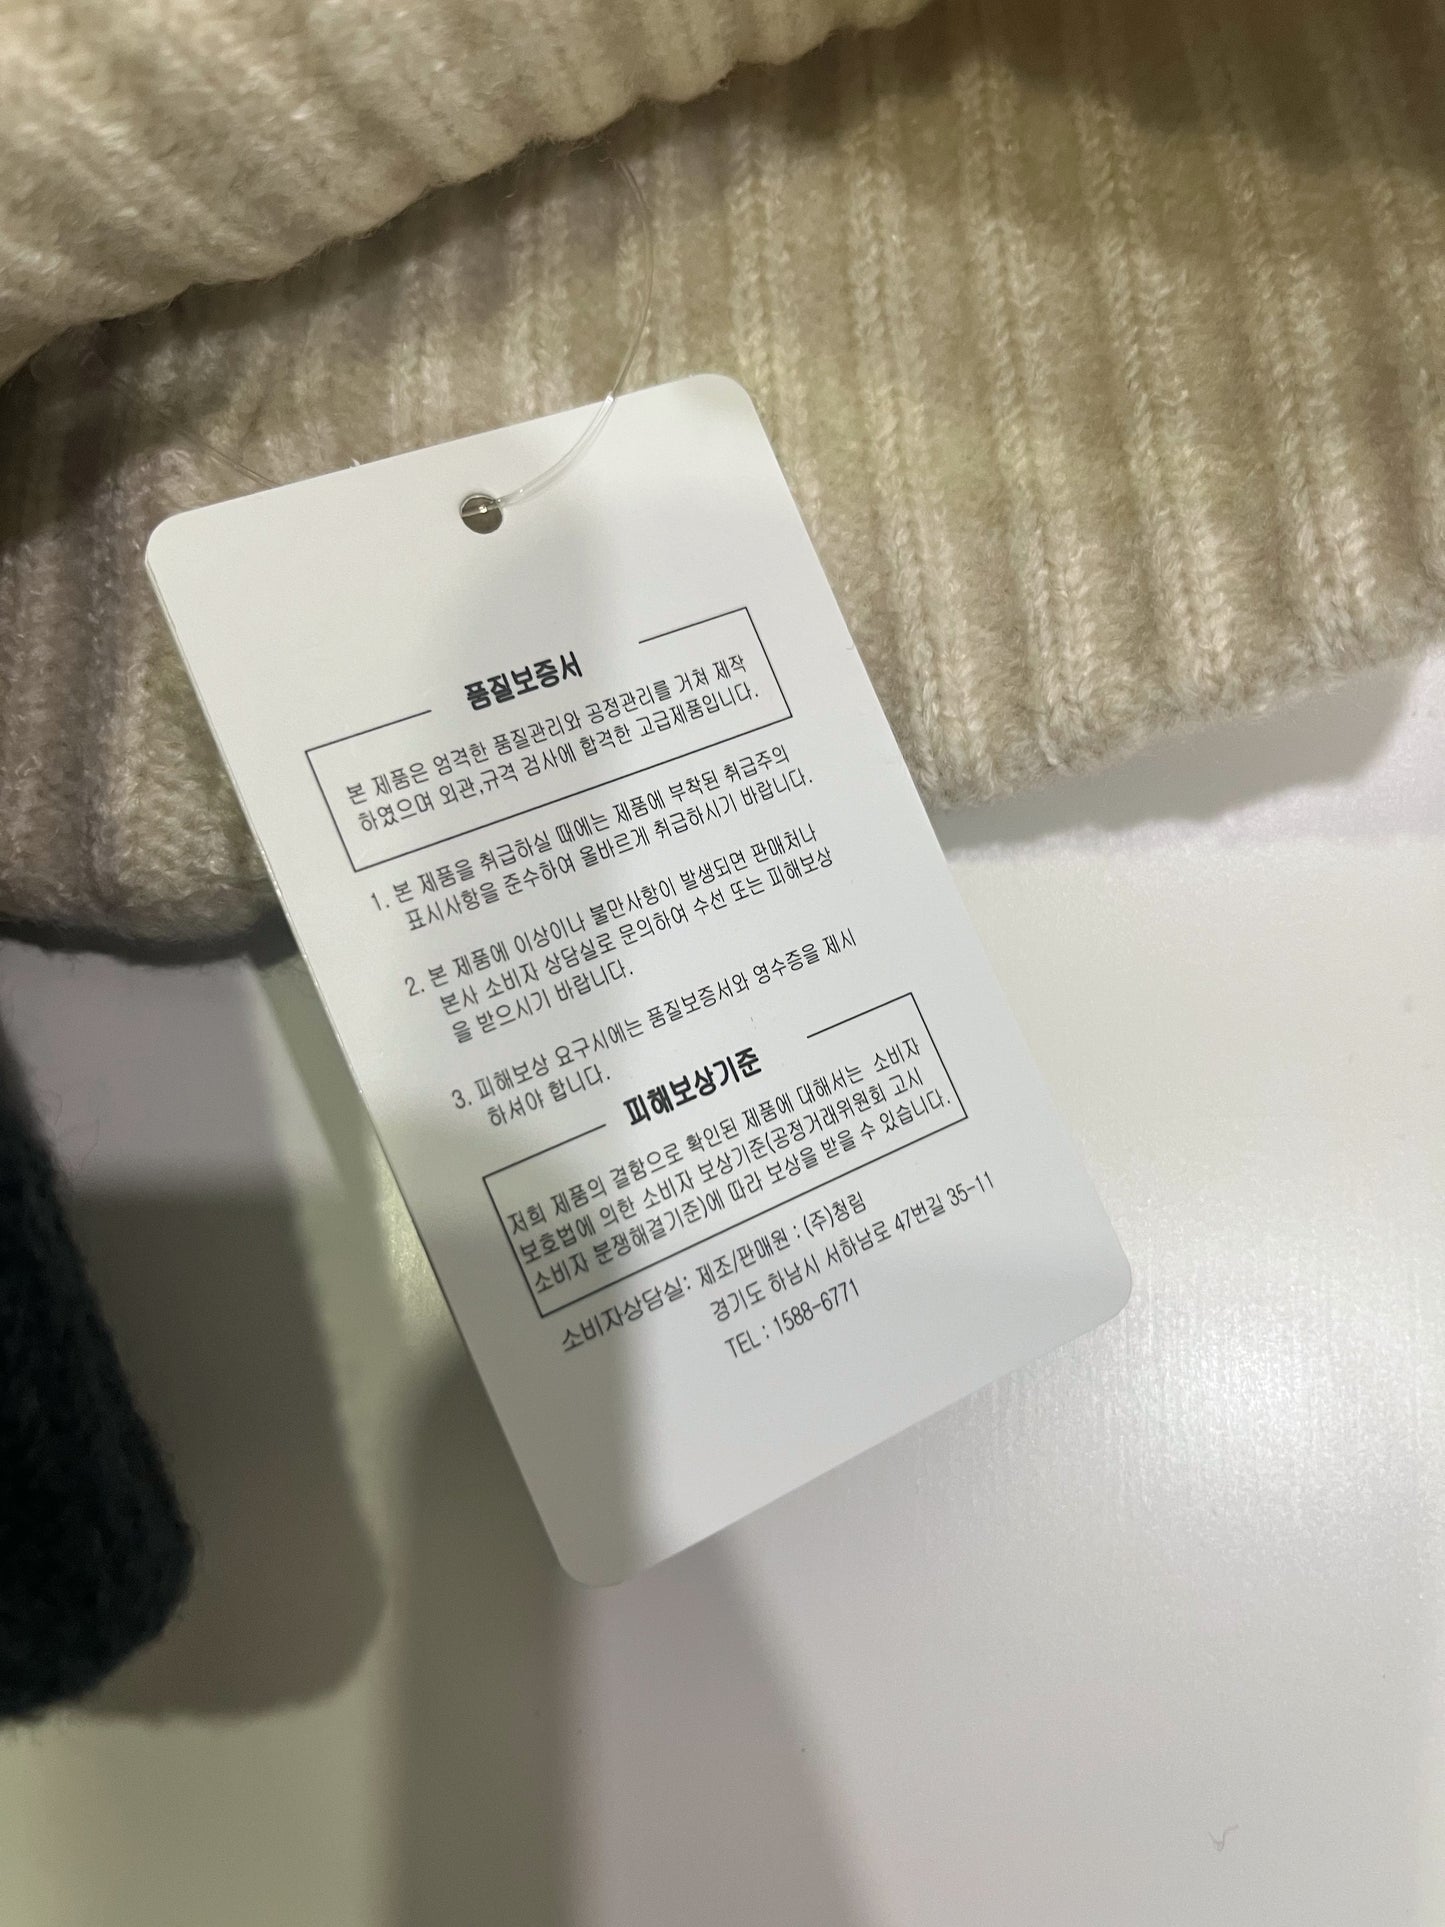 품질보증서
본 제품은 엄격한 품질관리와 공정관리를 거쳐 제작
하였으며 외관,규격 검사에 합격한 고급제품입니다.
1. 본 제품을 취급하실 때에는 제품에 부착된 취급주의
표시사항을 준수하여 올바르게 취급하시기 바랍니다.
2. 본 제품에 이상이나 불만사항이 발생되면 판매처나
본사 소비자 상담실로 문의하여 수선 또는 피해보상
을 받으시기 바랍니다.
3. 피해보상 요구시에는 품질보증서와 영수증을 제시
하셔야 합니다.
피해보상기준
저희 제품의 결함으로 확인된 제품에 대해서는 소비자
보호법에 의한 소비자 보상기준(공정거래위원회 고시
소비자 분쟁해결기준)에 따라 보상을 받을 수 있습니다.
소비자상담실: 제조/판매원 : (주)청림
경기도 하남시 서하남로 47번길 35-11
TEL : 1588-6771